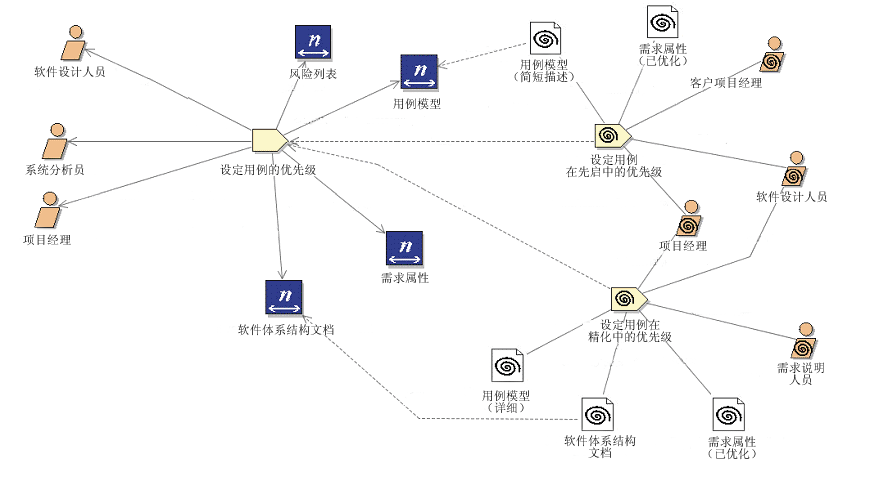 软件设计人员
n
风险列表
n
用例模型
用例模型
（简短描述）
需求属性
（已优化）
客户项目经理
系统分析员
设定用例的优先级
设定用例
在先启中的优先级
软件设计人员
项目经理
n
需求属性
项目经理
n
软件体系结构文档
设定用例在
精化中的优先级
需求说明
人员
用例模型
（详细）
软件体系结构
文档
需求属性
（已优化）